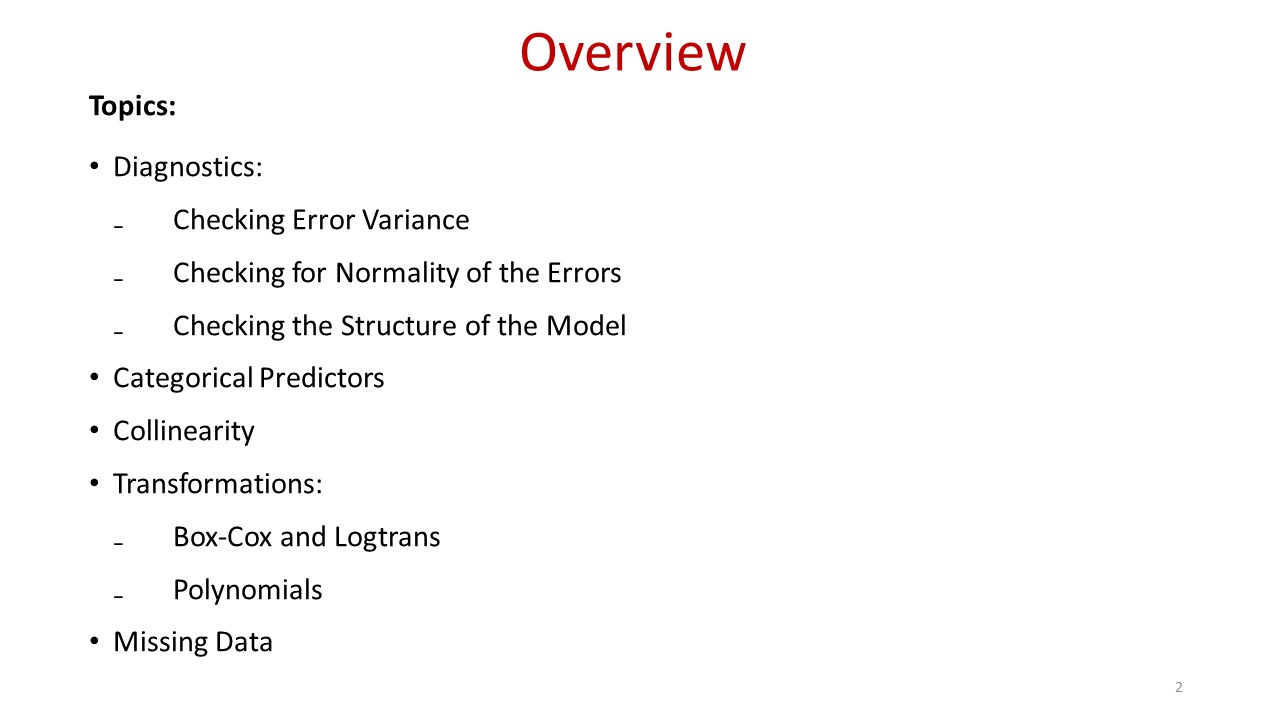 Overview
Topics:
• Diagnostics:
– Checking Error Variance
– Checking for Normality of the Errors
– Checking the Structure of the Model
• Categorical Predictors
• Collinearity
• Transformations:
– Box-Cox and Logtrans
– Polynomials
• Missing Data
2